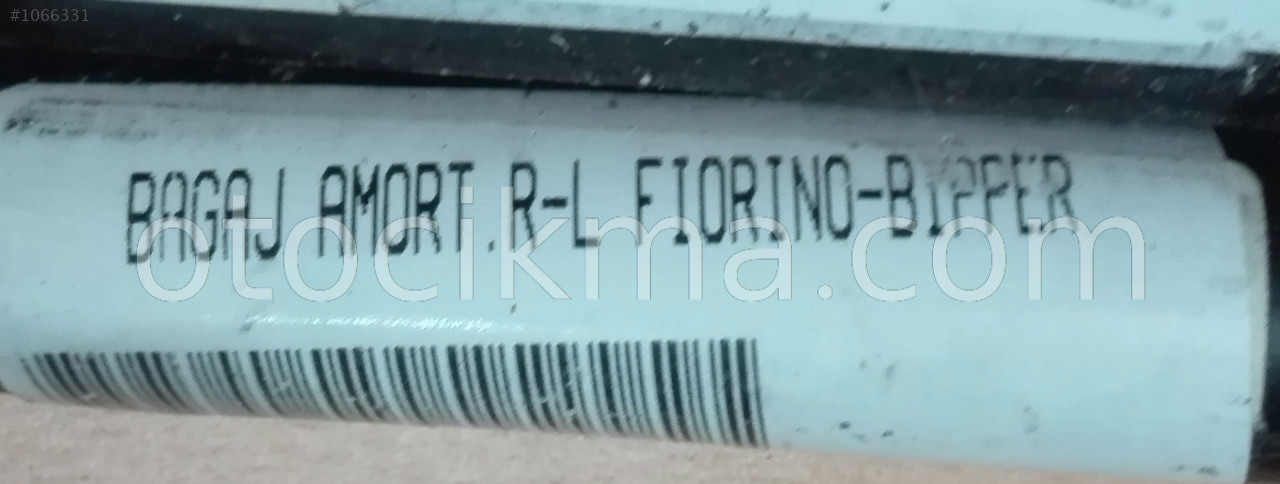 #1066331
BAGAJ AMORT.R-L FIORINO-BIPPER
otocikma.com